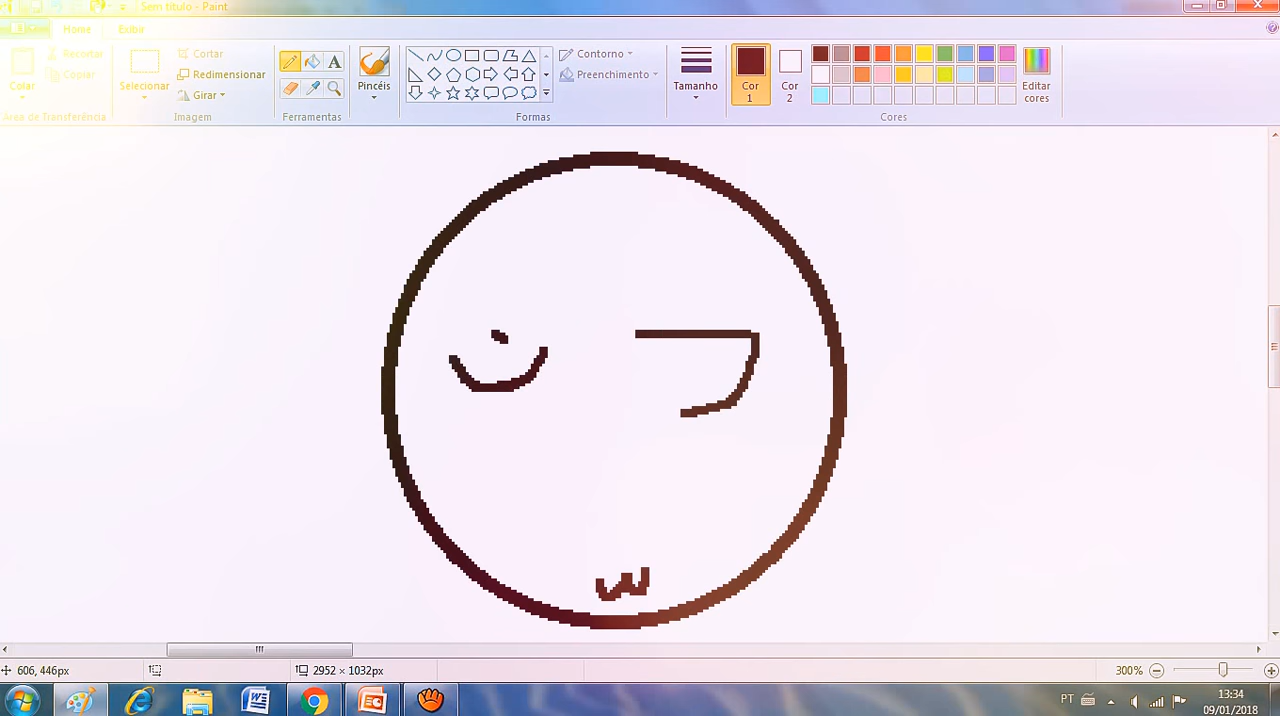 Sem título - Paint
Home Exibir
Colar
Recortar
Copiar
Área de Transferência
Selecionar
Cortar
Redimensionar
Girar
Imagem
Ferramentas
Pincéis
Contorno
Preenchimento
Formas
Tamanho
Cor 1
Cor 2
Editar cores
Cores
ن ך
w
606, 446px 2952 × 1032px 300%
PT 13:34
09/01/2018